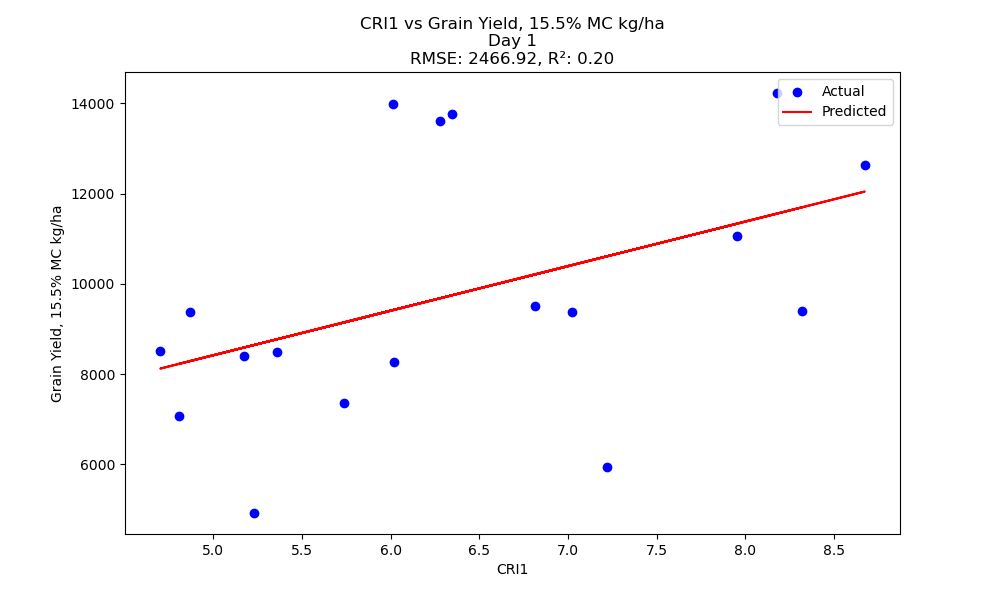 CRI1 vs Grain Yield, 15.5% MC kg/ha
Day 1
RMSE: 2466.92, R²: 0.20
Actual
Predicted
14000
12000
10000
8000
6000
Grain Yield, 15.5% MC kg/ha
5.0 5.5 6.0 6.5 7.0 7.5 8.0 8.5
CRI1